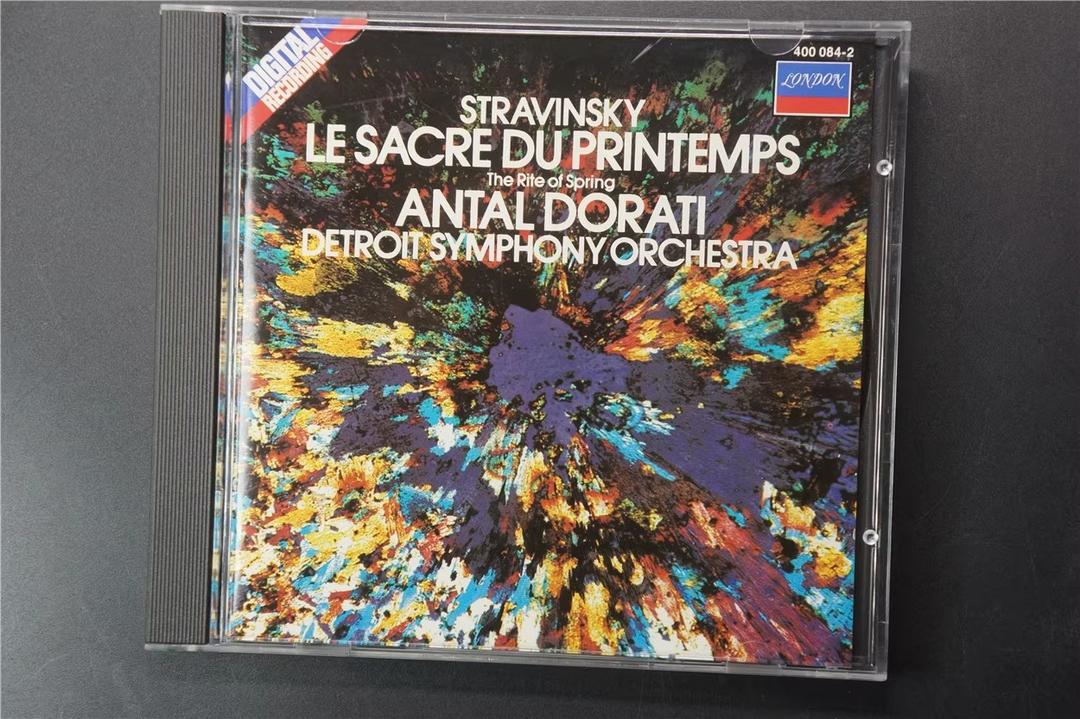 DIGITAL
RECORDING
400 084-2
LONDON
STRAVINSKY
LE SACRE DU PRINTEMPS
The Rite of Spring
ANTAL DORATI
DETROIT SYMPHONY ORCHESTRA